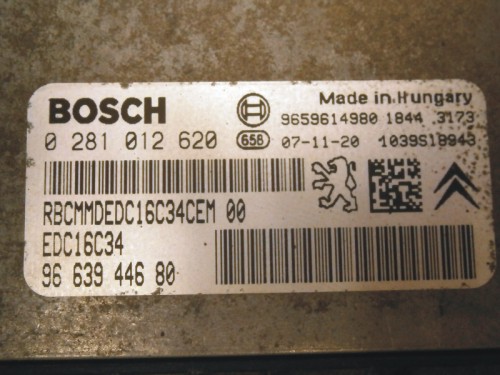 BOSCH
Made in Hungary
9659614980 1844 3173
0 281 012 620 658 07-11-20 1039S18943
RBCMMDEDC16C34CEM 00
EDC16C34
96 639 446 80